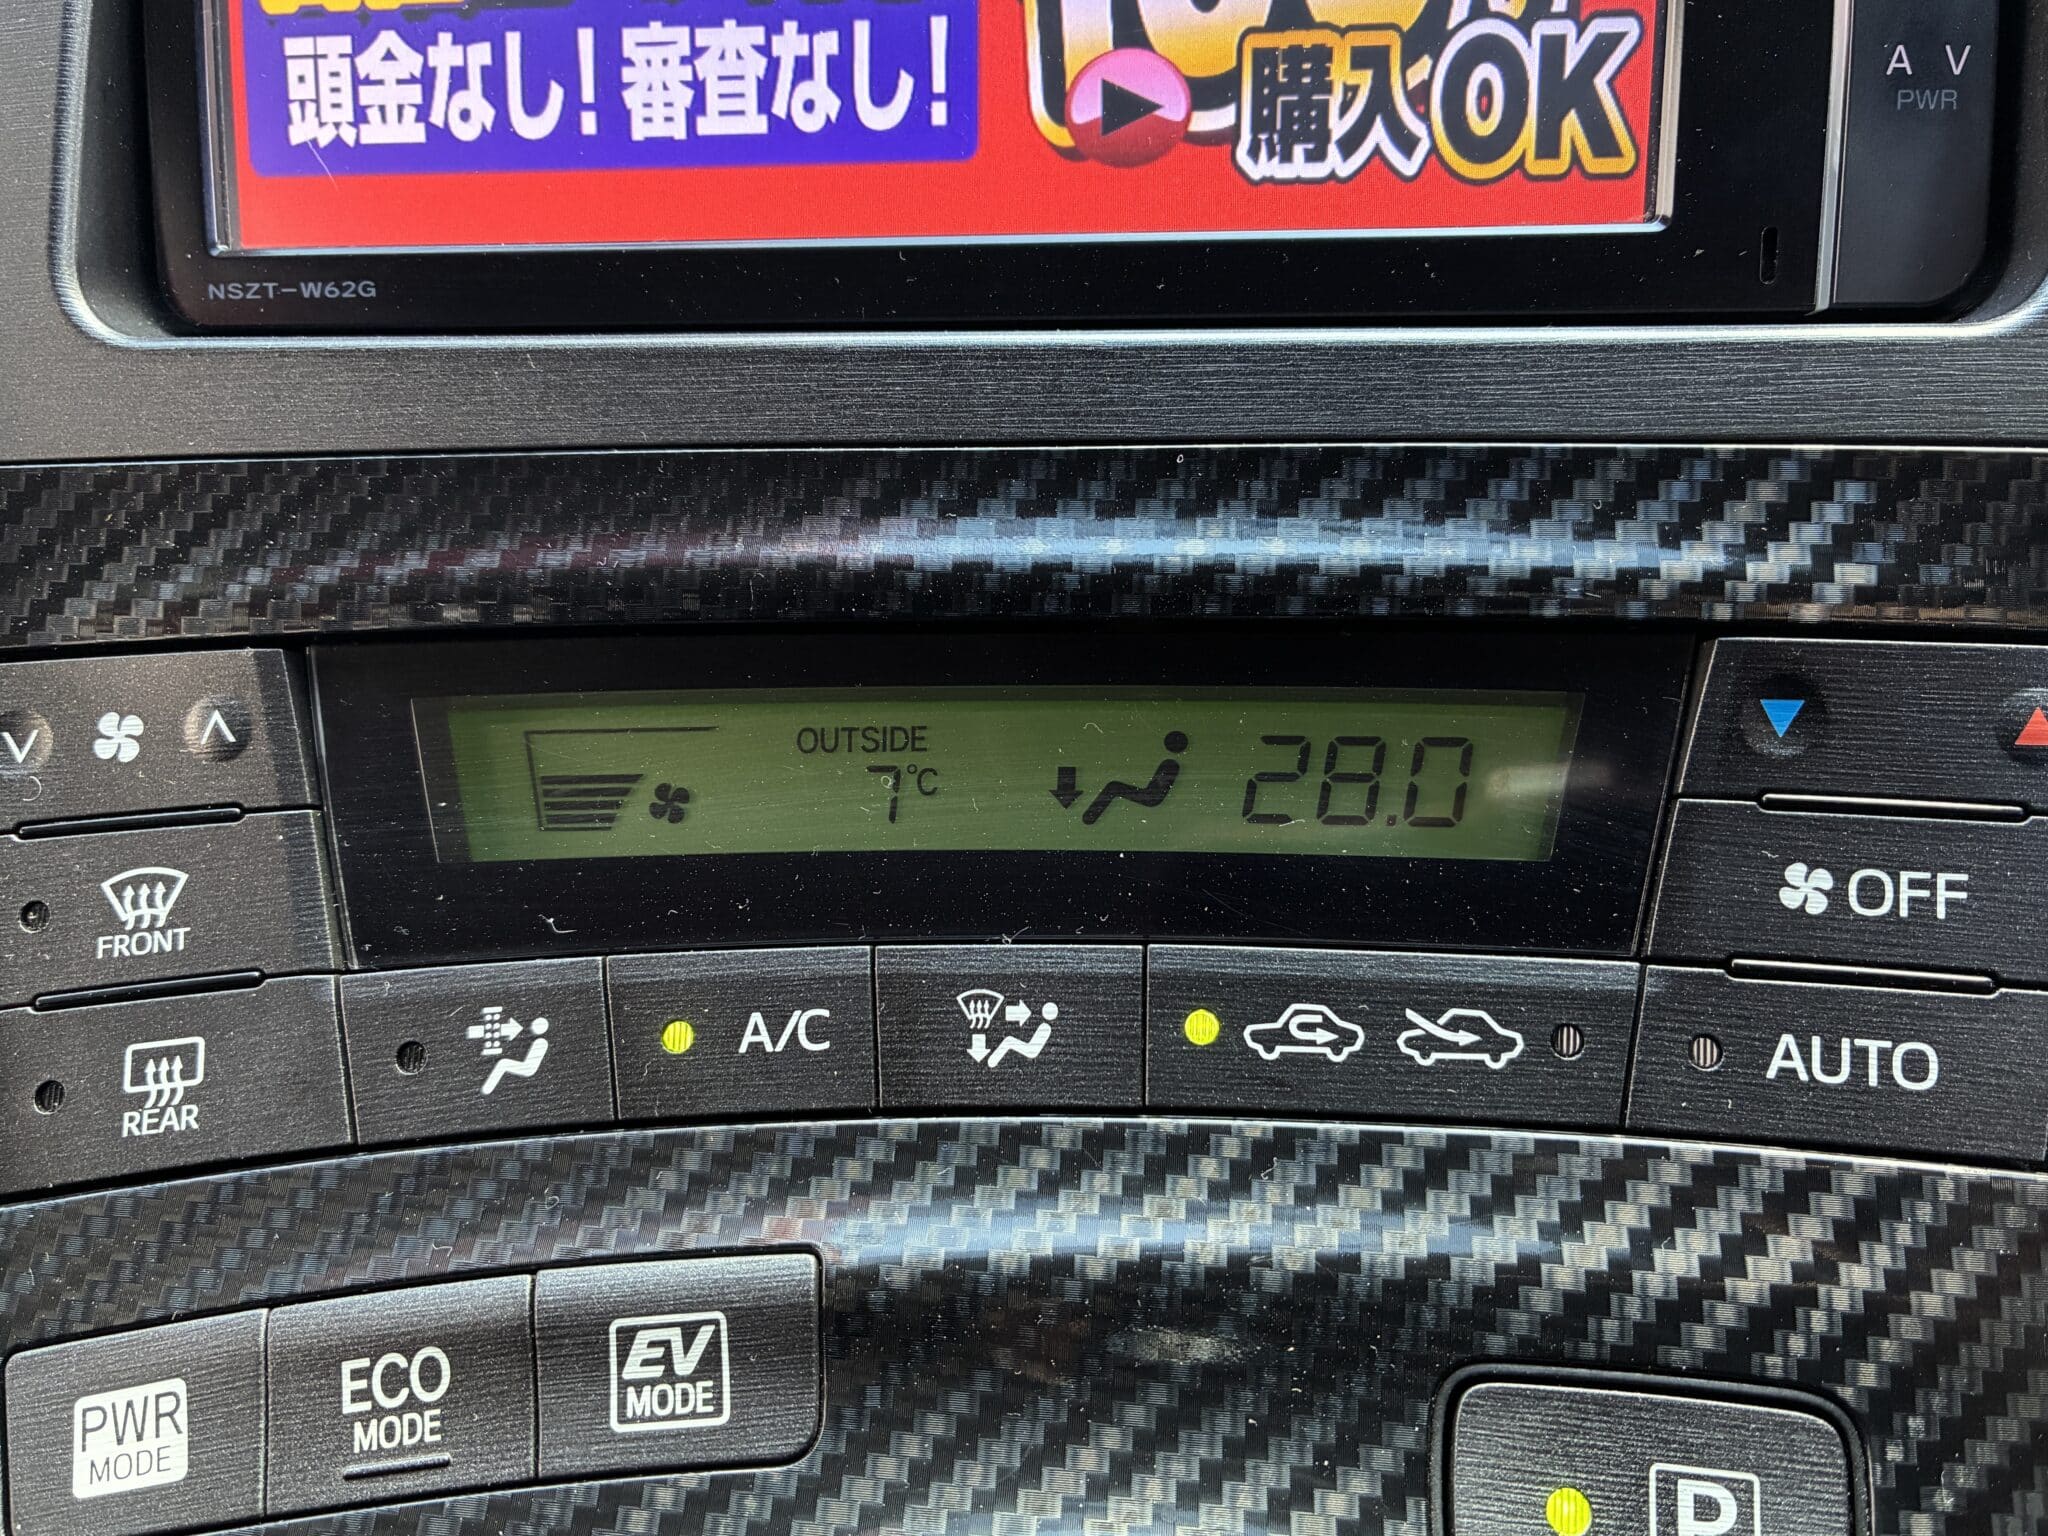 頭金なし!審査なし!
購入OK
A V
PWR
NSZT-W62G
OUTSIDE
7°C
28.0
OFF
FRONT
A/C
AUTO
REAR
PWR
MODE
ECO
MODE
EV
MODE
P